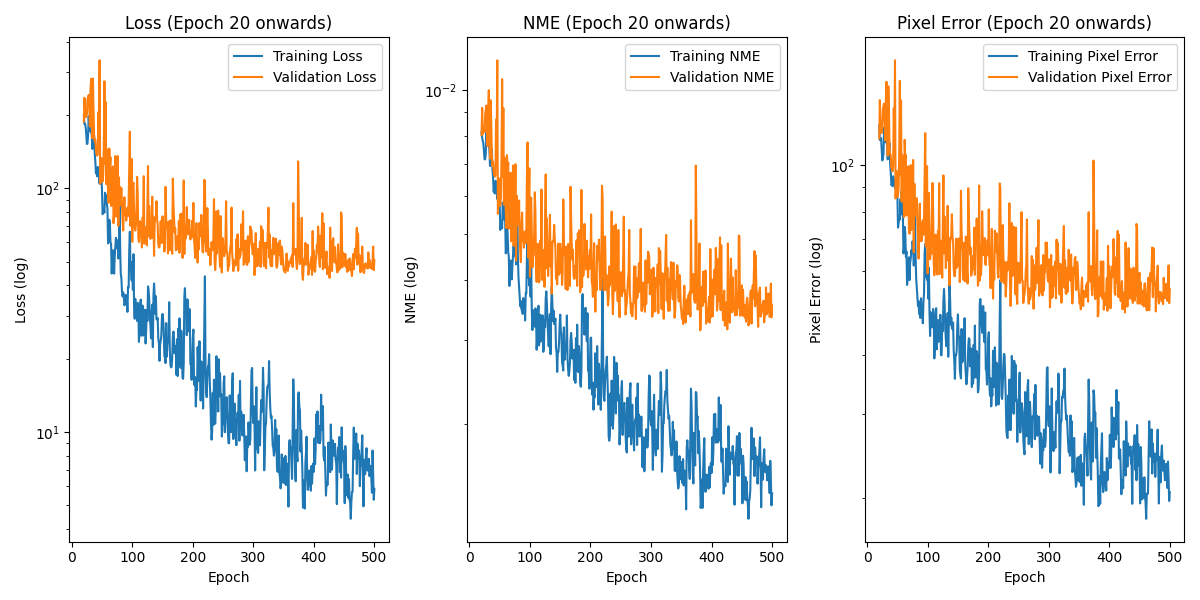 Loss (Epoch 20 onwards)
Loss (log)
10²
10¹
Training Loss
Validation Loss
0 100 200 300 400 500
Epoch
NME (Epoch 20 onwards)
NME (log)
10⁻²
Training NME
Validation NME
0 100 200 300 400 500
Epoch
Pixel Error (Epoch 20 onwards)
Pixel Error (log)
10²
Training Pixel Error
Validation Pixel Error
0 100 200 300 400 500
Epoch